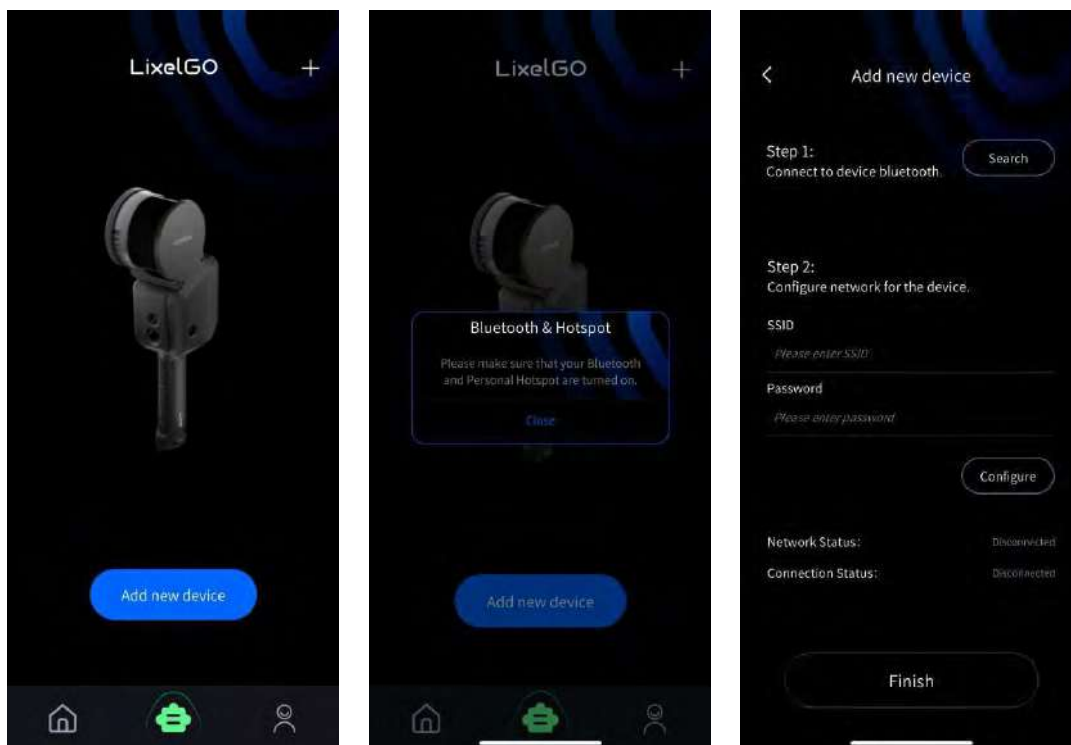 LixelGO
+
Add new device
LixelGO
+
Bluetooth & Hotspot
Please make sure that your Bluetooth
and Personal Hotspot are turned on.
Close
Add new device
Add new device
Step 1:
Connect to device bluetooth.
Search
Step 2:
Configure network for the device.
SSID
Please enter SSID
Password
Please enter password
Configure
Network Status:
Disconnected
Connection Status:
Disconnected
Finish